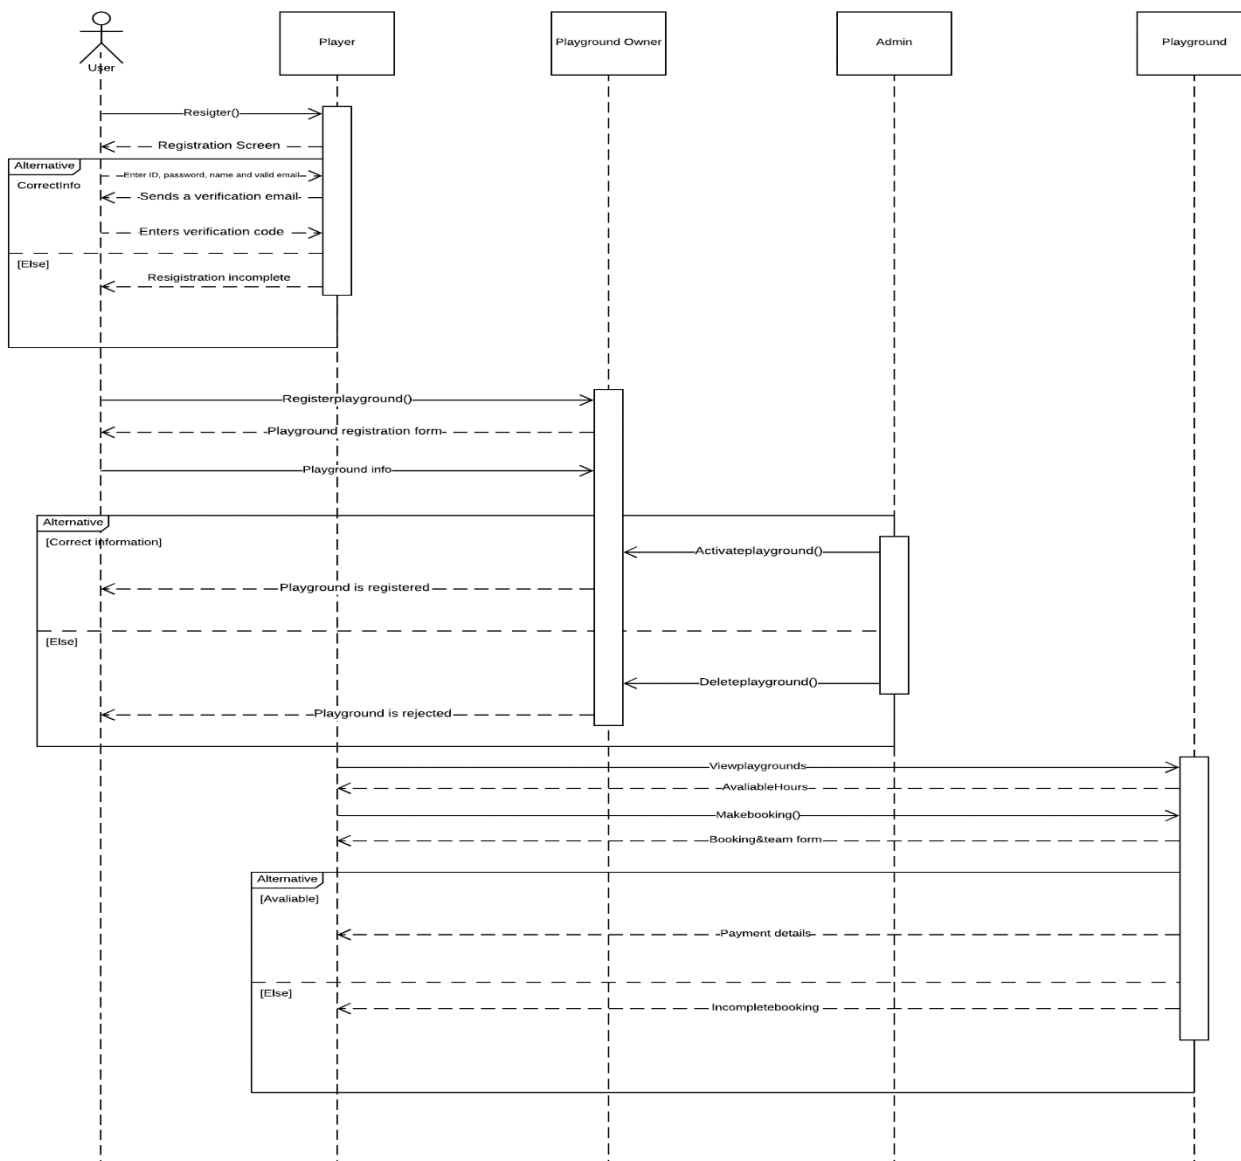 User
Player
Playground Owner
Admin
Playground
Resigter()
Registration Screen
Alternative
CorrectInfo
Enter ID, password, name and valid email
Sends a verification email
Enters verification code
[Else]
Resigistration incomplete
Registerplayground()
Playground registration form
Playground info
Alternative
[Correct information]
Activateplayground()
Playground is registered
[Else]
Deleteplayground()
Playground is rejected
Viewplaygrounds
AvaliableHours
Makebooking()
Booking&team form
Alternative
[Avaliable]
Payment details
[Else]
Incompletebooking